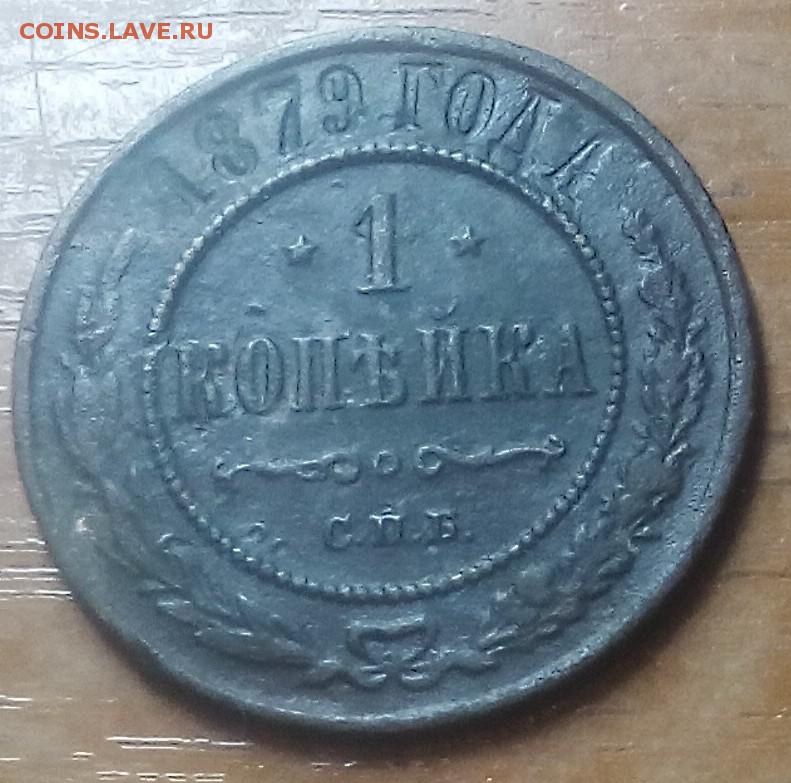 COINS.LAVE.RU
1879 ГОДА
1
КОПѢЙКА
С.П.Б.